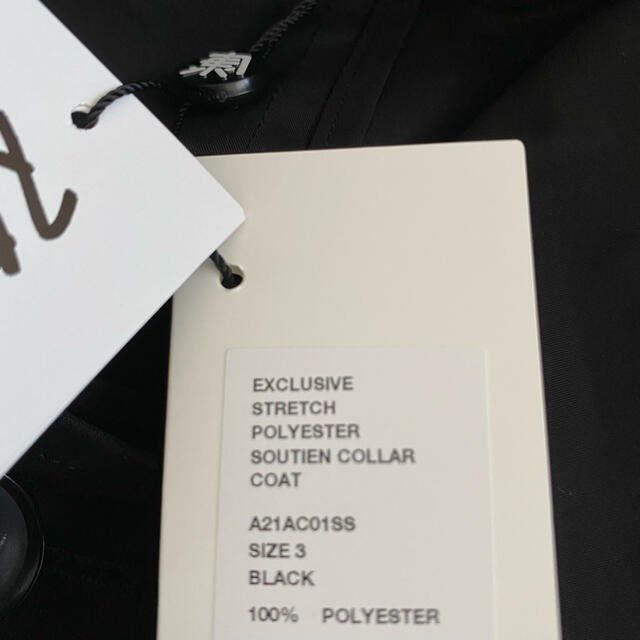 EXCLUSIVE
STRETCH
POLYESTER
SOUTIEN COLLAR
COAT
A21AC01SS
SIZE 3
BLACK
100% POLYESTER